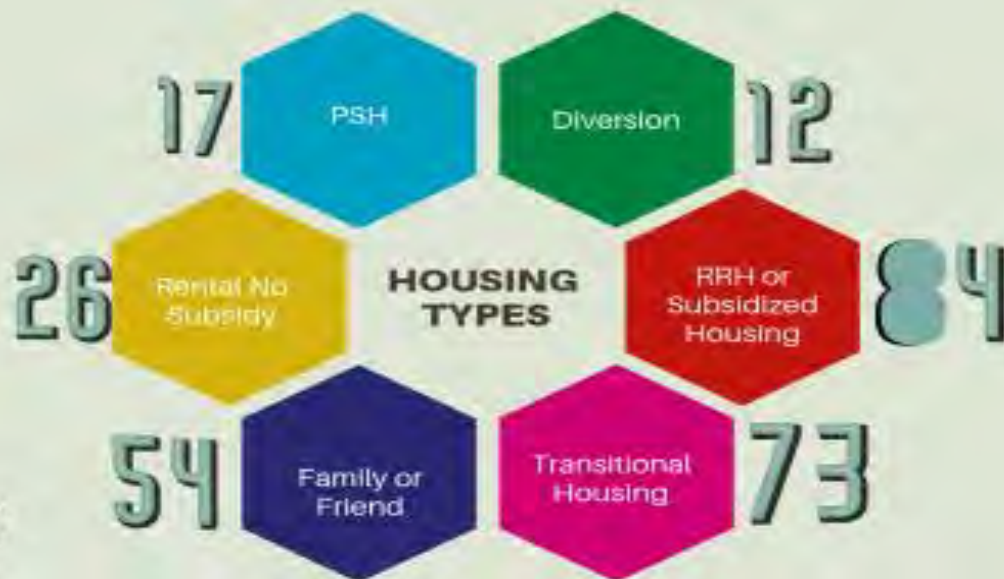 17
PSH
Diversion
12
26
Rental No
Subsidy
HOUSING
TYPES
RRH or
Subsidized
Housing
84
54
Family or
Friend
Transitional
Housing
73